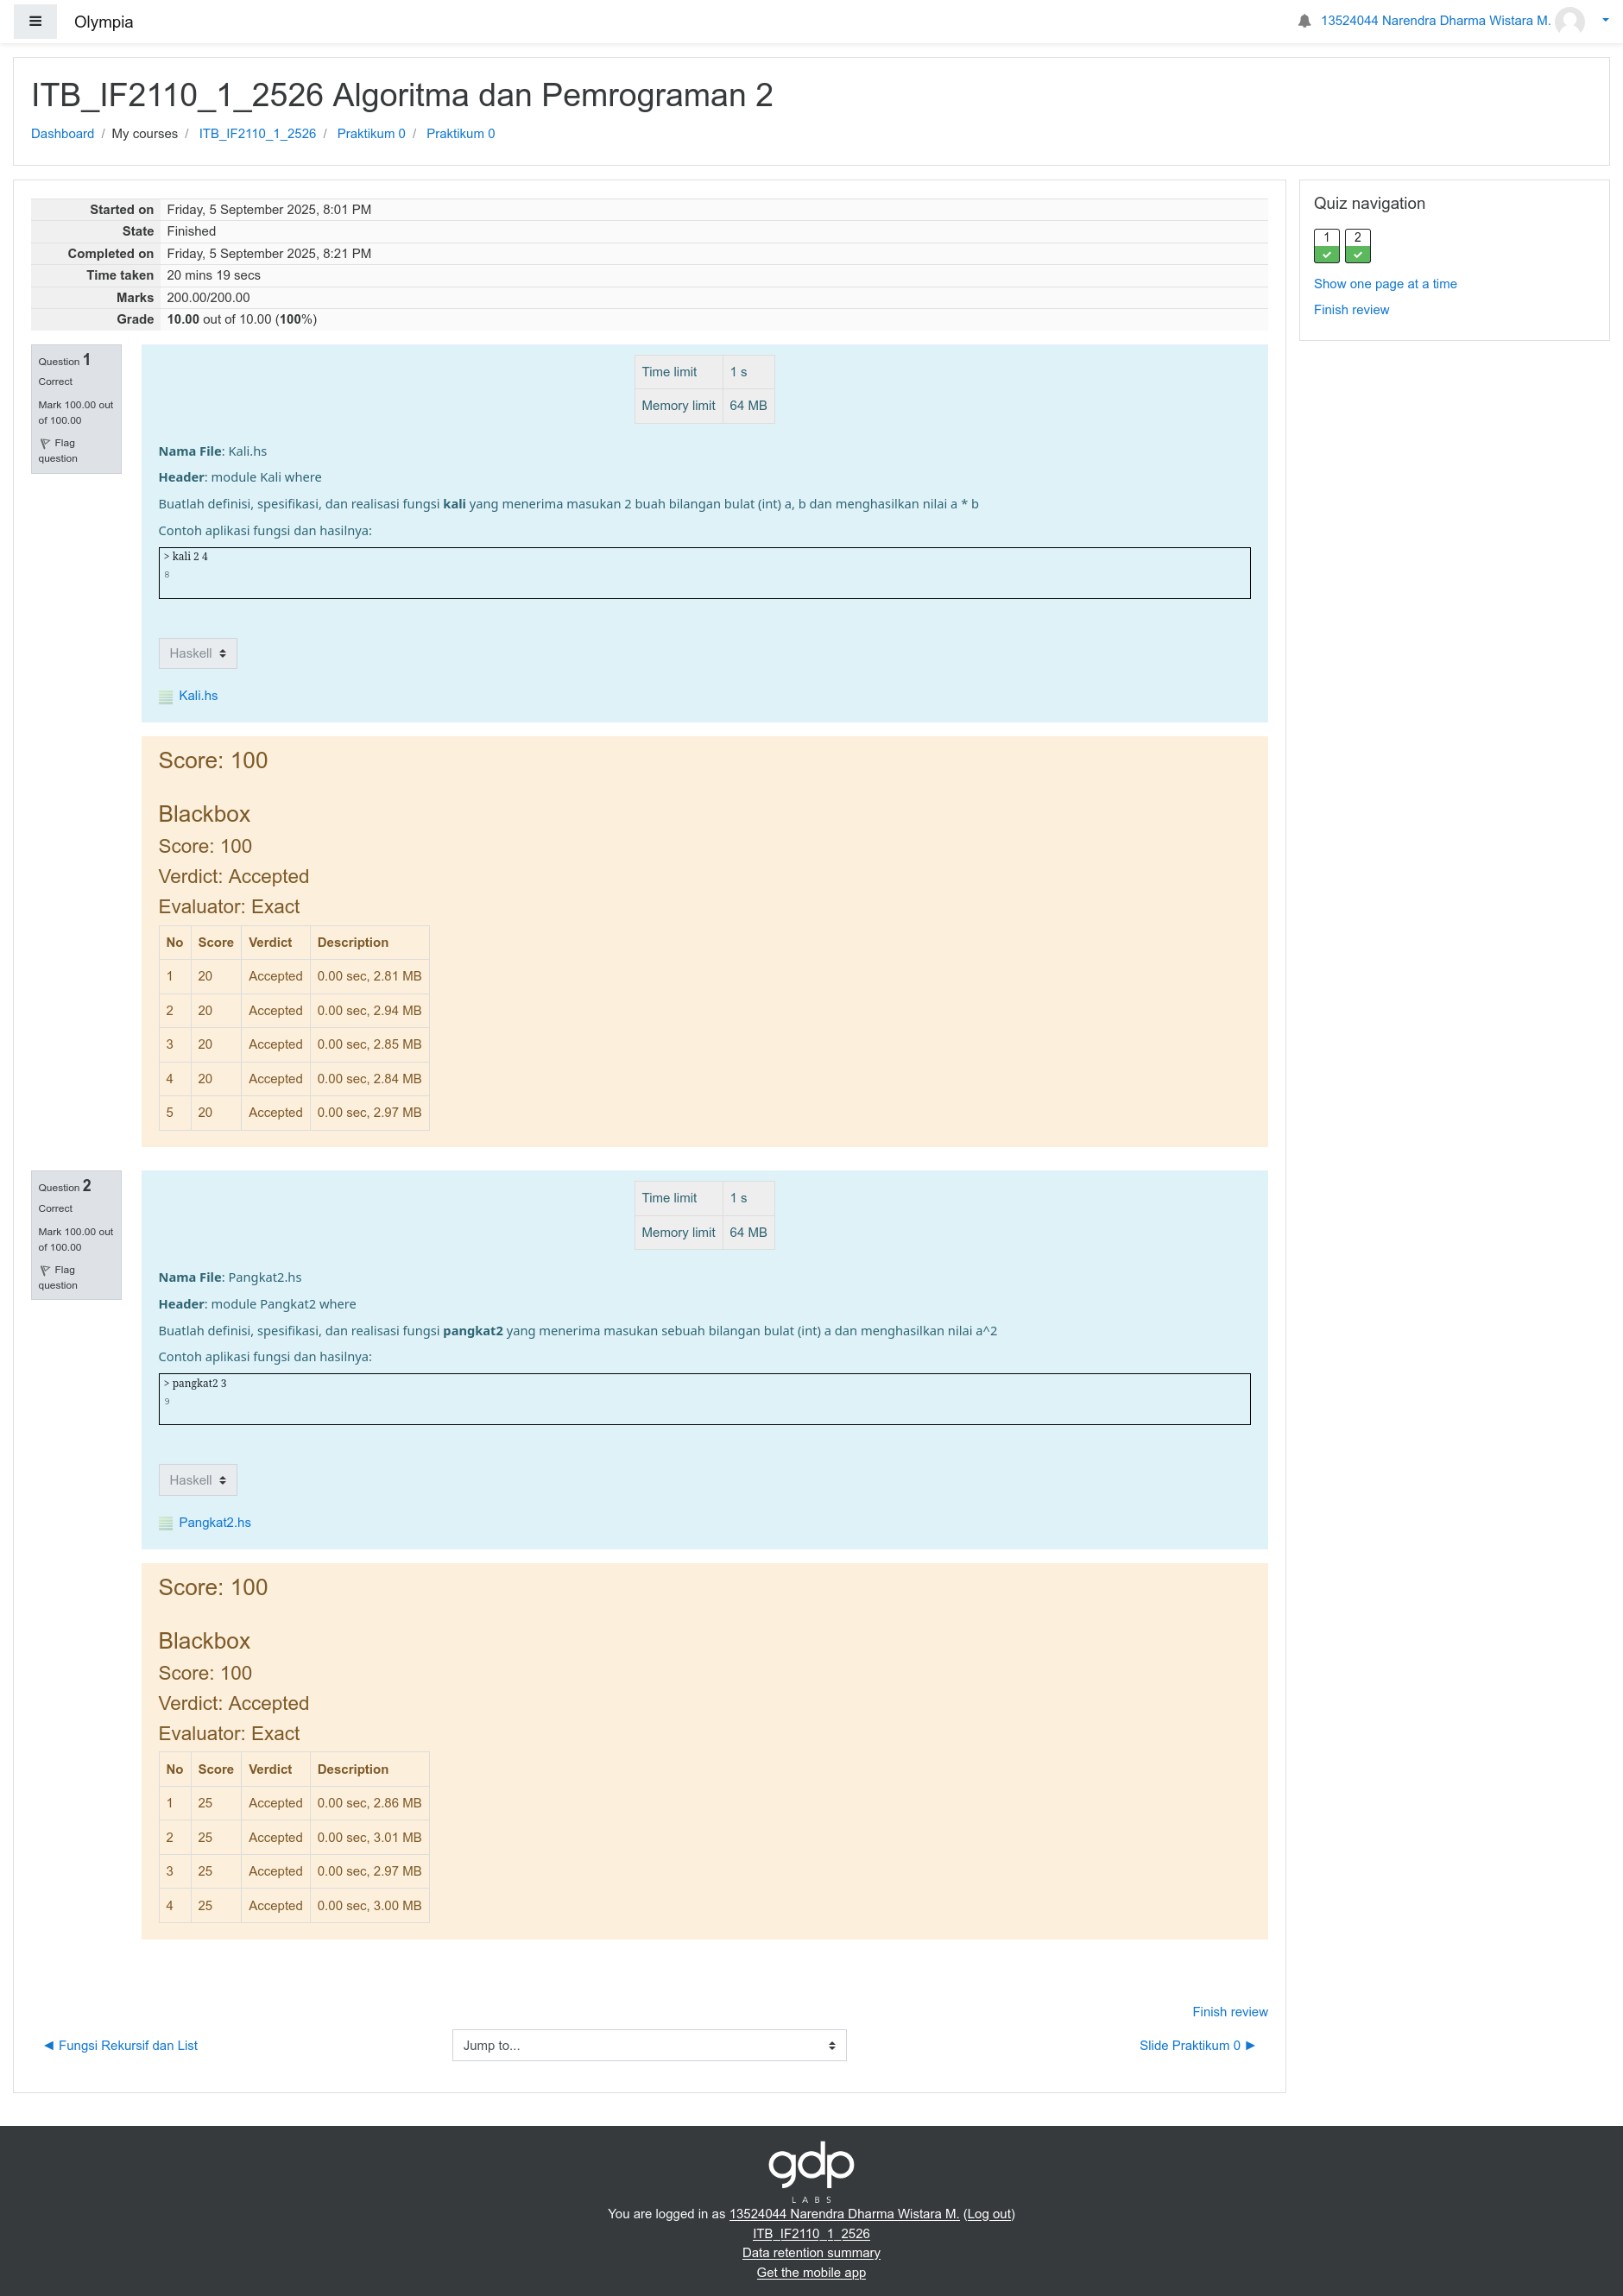 Olympia
13524044 Narendra Dharma Wistara M.
ITB_IF2110_1_2526 Algoritma dan Pemrograman 2
Dashboard / My courses / ITB_IF2110_1_2526 / Praktikum 0 / Praktikum 0
Started on Friday, 5 September 2025, 8:01 PM
State Finished
Completed on Friday, 5 September 2025, 8:21 PM
Time taken 20 mins 19 secs
Marks 200.00/200.00
Grade 10.00 out of 10.00 (100%)
Quiz navigation
1 2
Show one page at a time
Finish review
Question 1
Correct
Mark 100.00 out
of 100.00
Flag
question
Time limit 1 s
Memory limit 64 MB
Nama File: Kali.hs
Header: module Kali where
Buatlah definisi, spesifikasi, dan realisasi fungsi kali yang menerima masukan 2 buah bilangan bulat (int) a, b dan menghasilkan nilai a * b
Contoh aplikasi fungsi dan hasilnya:
> kali 2 4
8
Haskell
Kali.hs
Score: 100
Blackbox
Score: 100
Verdict: Accepted
Evaluator: Exact
No Score Verdict Description
1 20 Accepted 0.00 sec, 2.81 MB
2 20 Accepted 0.00 sec, 2.94 MB
3 20 Accepted 0.00 sec, 2.85 MB
4 20 Accepted 0.00 sec, 2.84 MB
5 20 Accepted 0.00 sec, 2.97 MB
Question 2
Correct
Mark 100.00 out
of 100.00
Flag
question
Time limit 1 s
Memory limit 64 MB
Nama File: Pangkat2.hs
Header: module Pangkat2 where
Buatlah definisi, spesifikasi, dan realisasi fungsi pangkat2 yang menerima masukan sebuah bilangan bulat (int) a dan menghasilkan nilai a^2
Contoh aplikasi fungsi dan hasilnya:
> pangkat2 3
9
Haskell
Pangkat2.hs
Score: 100
Blackbox
Score: 100
Verdict: Accepted
Evaluator: Exact
No Score Verdict Description
1 25 Accepted 0.00 sec, 2.86 MB
2 25 Accepted 0.00 sec, 3.01 MB
3 25 Accepted 0.00 sec, 2.97 MB
4 25 Accepted 0.00 sec, 3.00 MB
Finish review
◄ Fungsi Rekursif dan List
Jump to...
Slide Praktikum 0 ►
gdp
LABS
You are logged in as 13524044 Narendra Dharma Wistara M. (Log out)
ITB_IF2110_1_2526
Data retention summary
Get the mobile app